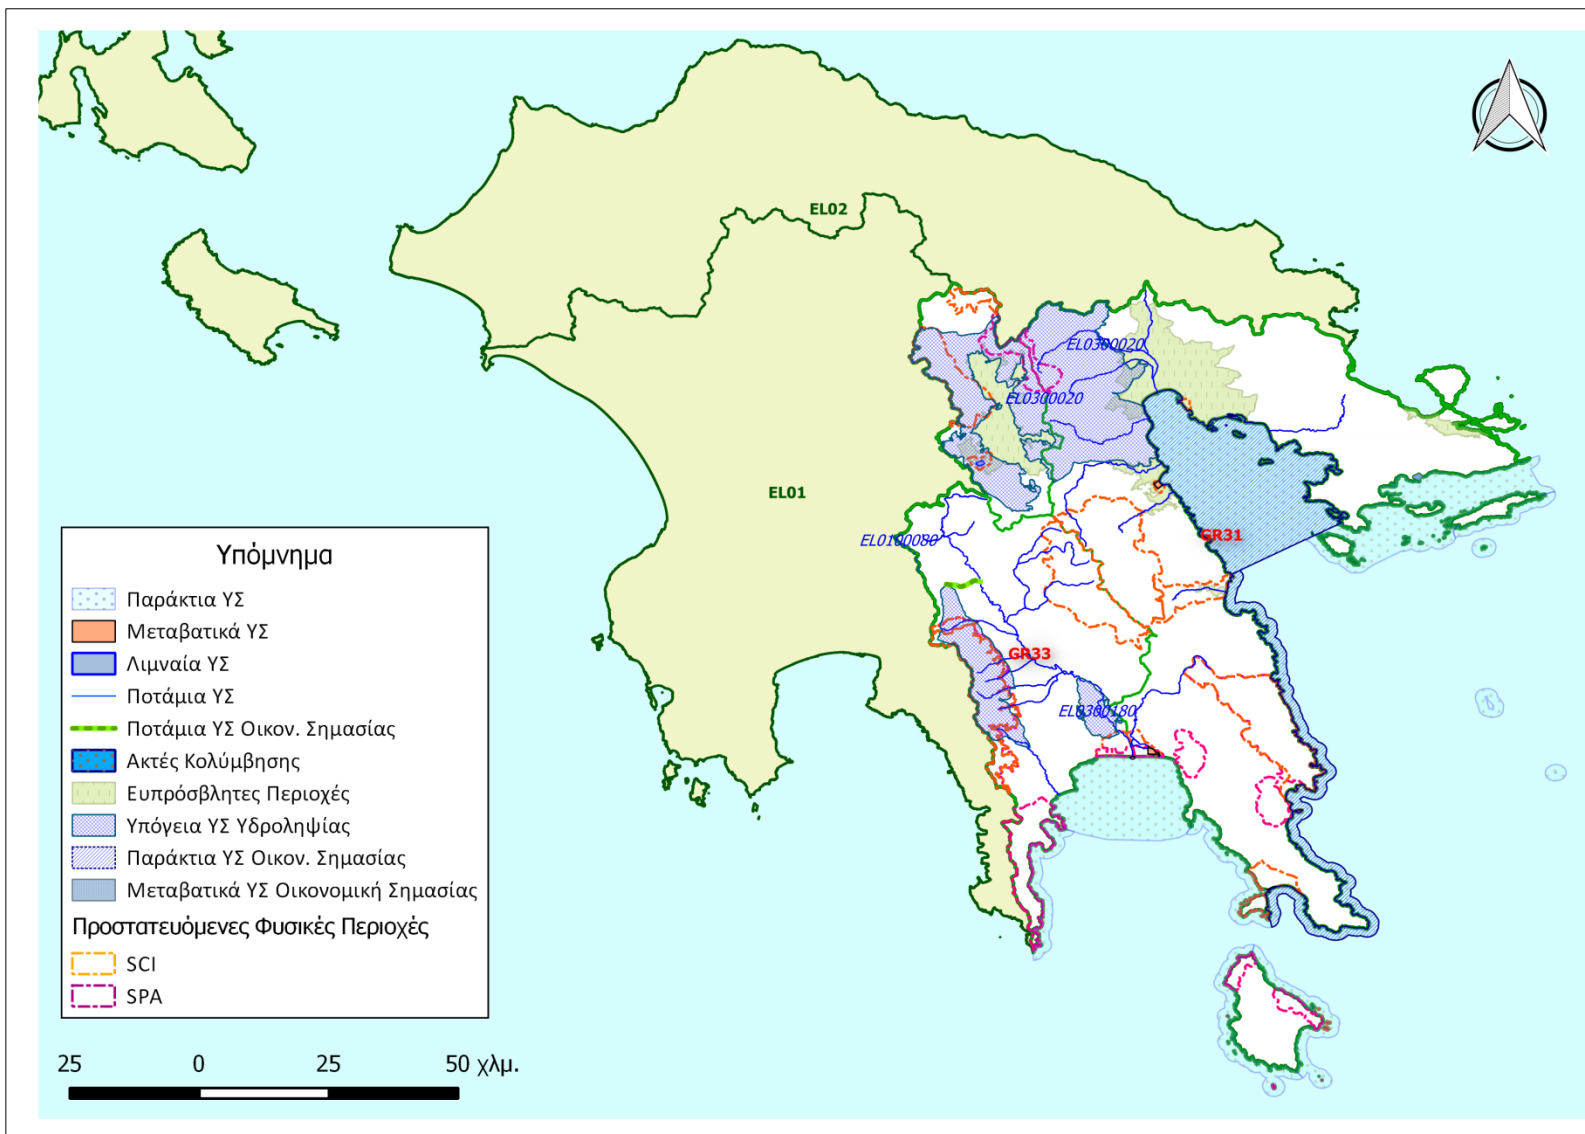 EL02
EL0300020
EL0300020
EL01
GR31
EL0100080
GR33
EL0300180
Υπόμνημα
Παράκτια ΥΣ
Μεταβατικά ΥΣ
Λιμναία ΥΣ
Ποτάμια ΥΣ
Ποτάμια ΥΣ Οικον. Σημασίας
Ακτές Κολύμβησης
Ευπρόσβλητες Περιοχές
Υπόγεια ΥΣ Υδροληψίας
Παράκτια ΥΣ Οικον. Σημασίας
Μεταβατικά ΥΣ Οικονομική Σημασίας
Προστατευόμενες Φυσικές Περιοχές
SCI
SPA
25 0 25 50 χλμ.